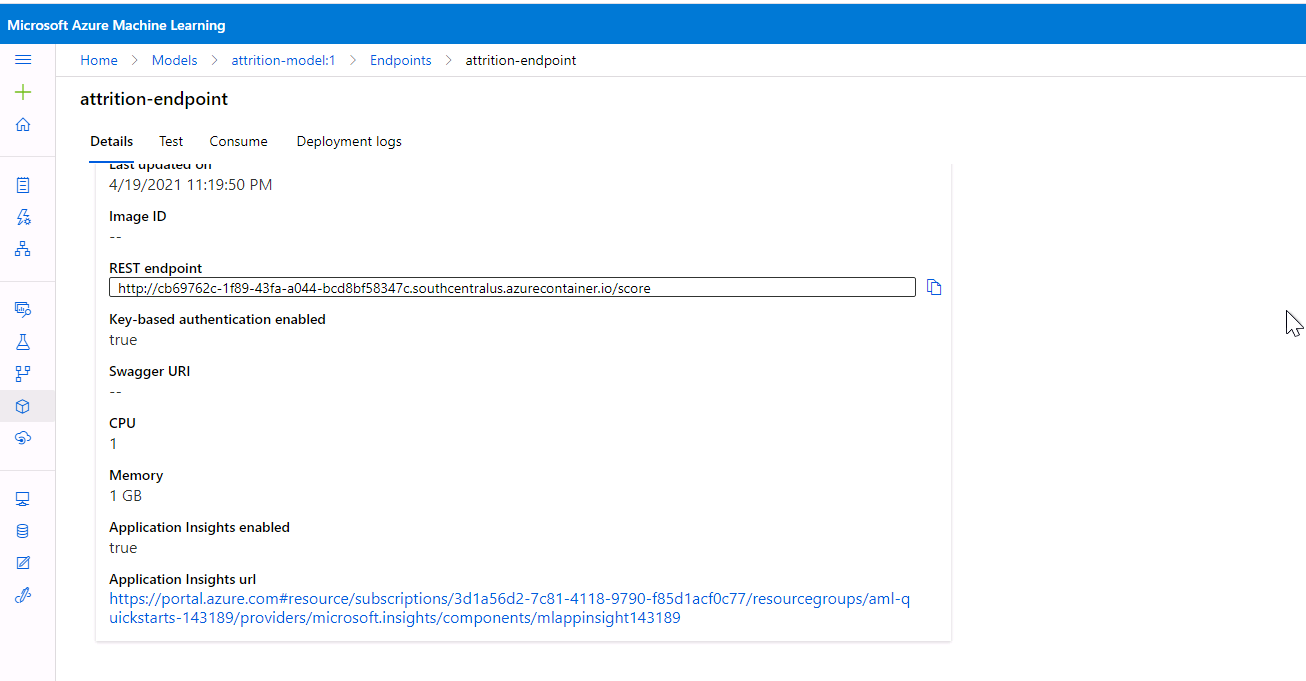 Microsoft Azure Machine Learning
Home > Models > attrition-model:1 > Endpoints > attrition-endpoint
attrition-endpoint
Details Test Consume Deployment logs
Last updated on
4/19/2021 11:19:50 PM
Image ID
--
REST endpoint
http://cb69762c-1f89-43fa-a044-bcd8bf58347c.southcentralus.azurecontainer.io/score
Key-based authentication enabled
true
Swagger URI
--
CPU
1
Memory
1 GB
Application Insights enabled
true
Application Insights url
https://portal.azure.com#resource/subscriptions/3d1a56d2-7c81-4118-9790-f85d1acf0c77/resourcegroups/aml-q
uickstarts-143189/providers/microsoft.insights/components/mlappinsight143189